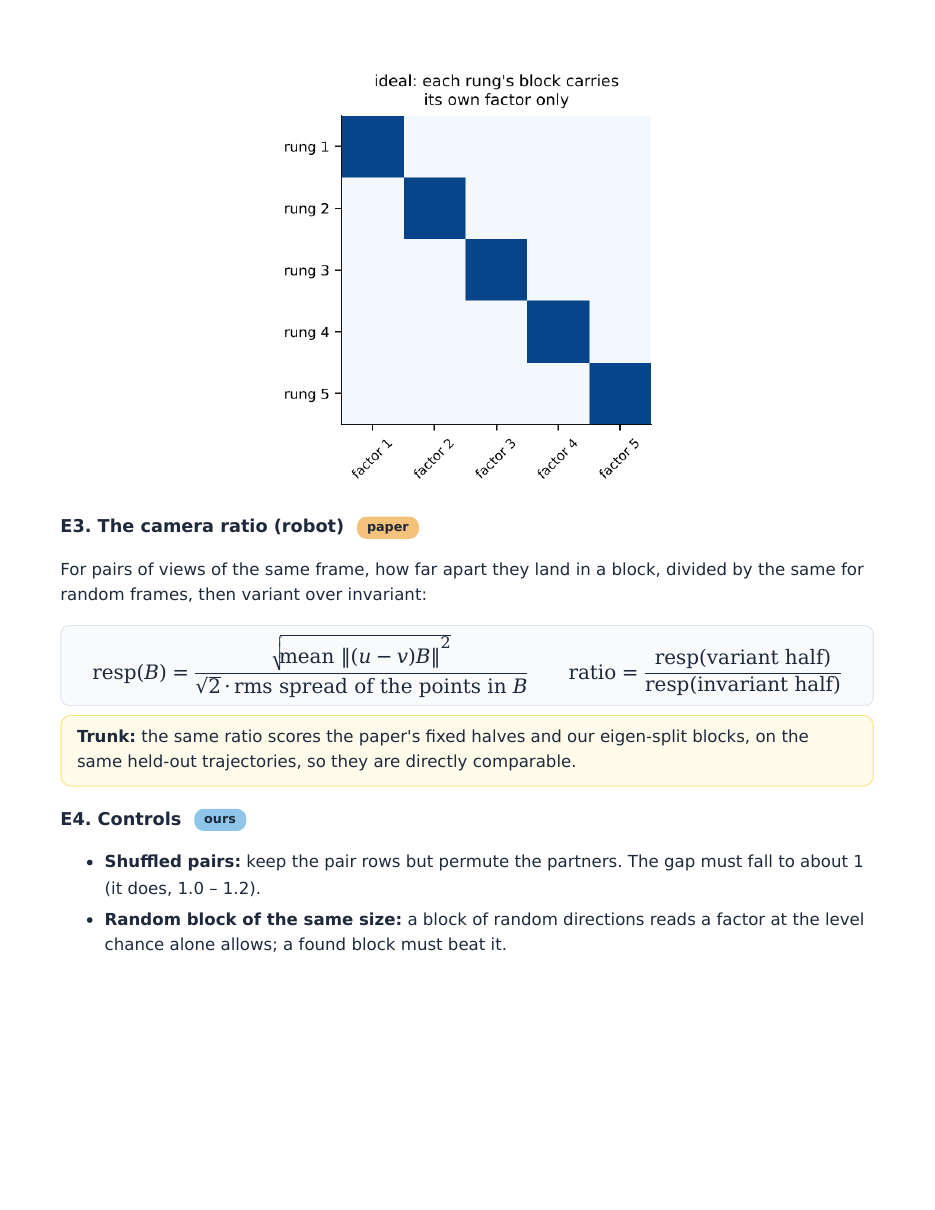 ideal: each rung's block carries
its own factor only
rung 1
rung 2
rung 3
rung 4
rung 5
factor 1
factor 2
factor 3
factor 4
factor 5
E3. The camera ratio (robot) paper
For pairs of views of the same frame, how far apart they land in a block, divided by the same for
random frames, then variant over invariant:
resp(B) = √mean ‖(u − v)B‖² / √2 · rms spread of the points in B    ratio = resp(variant half) / resp(invariant half)
Trunk: the same ratio scores the paper's fixed halves and our eigen-split blocks, on the
same held-out trajectories, so they are directly comparable.
E4. Controls ours
• Shuffled pairs: keep the pair rows but permute the partners. The gap must fall to about 1
(it does, 1.0 – 1.2).
• Random block of the same size: a block of random directions reads a factor at the level
chance alone allows; a found block must beat it.